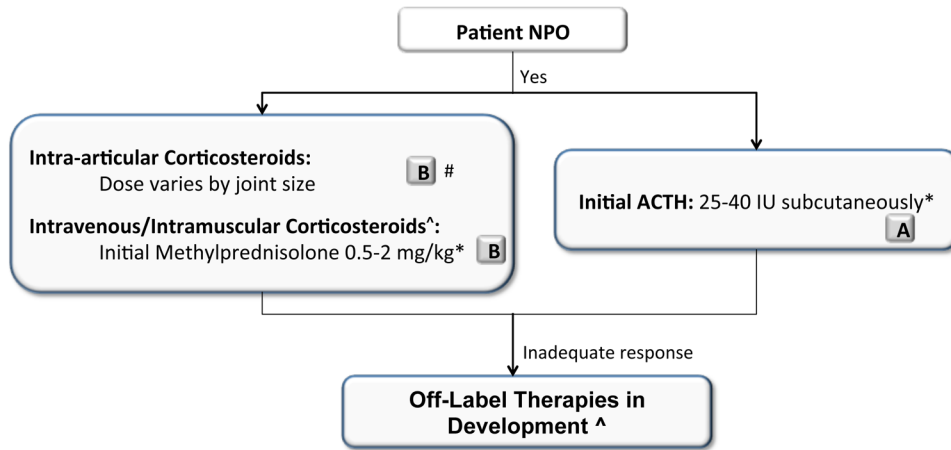 Patient NPO
Yes
Intra-articular Corticosteroids:
Dose varies by joint size
B #
Intravenous/Intramuscular Corticosteroids^:
Initial Methylprednisolone 0.5-2 mg/kg* B
Initial ACTH: 25-40 IU subcutaneously*
A
Inadequate response
Off-Label Therapies in
Development ^